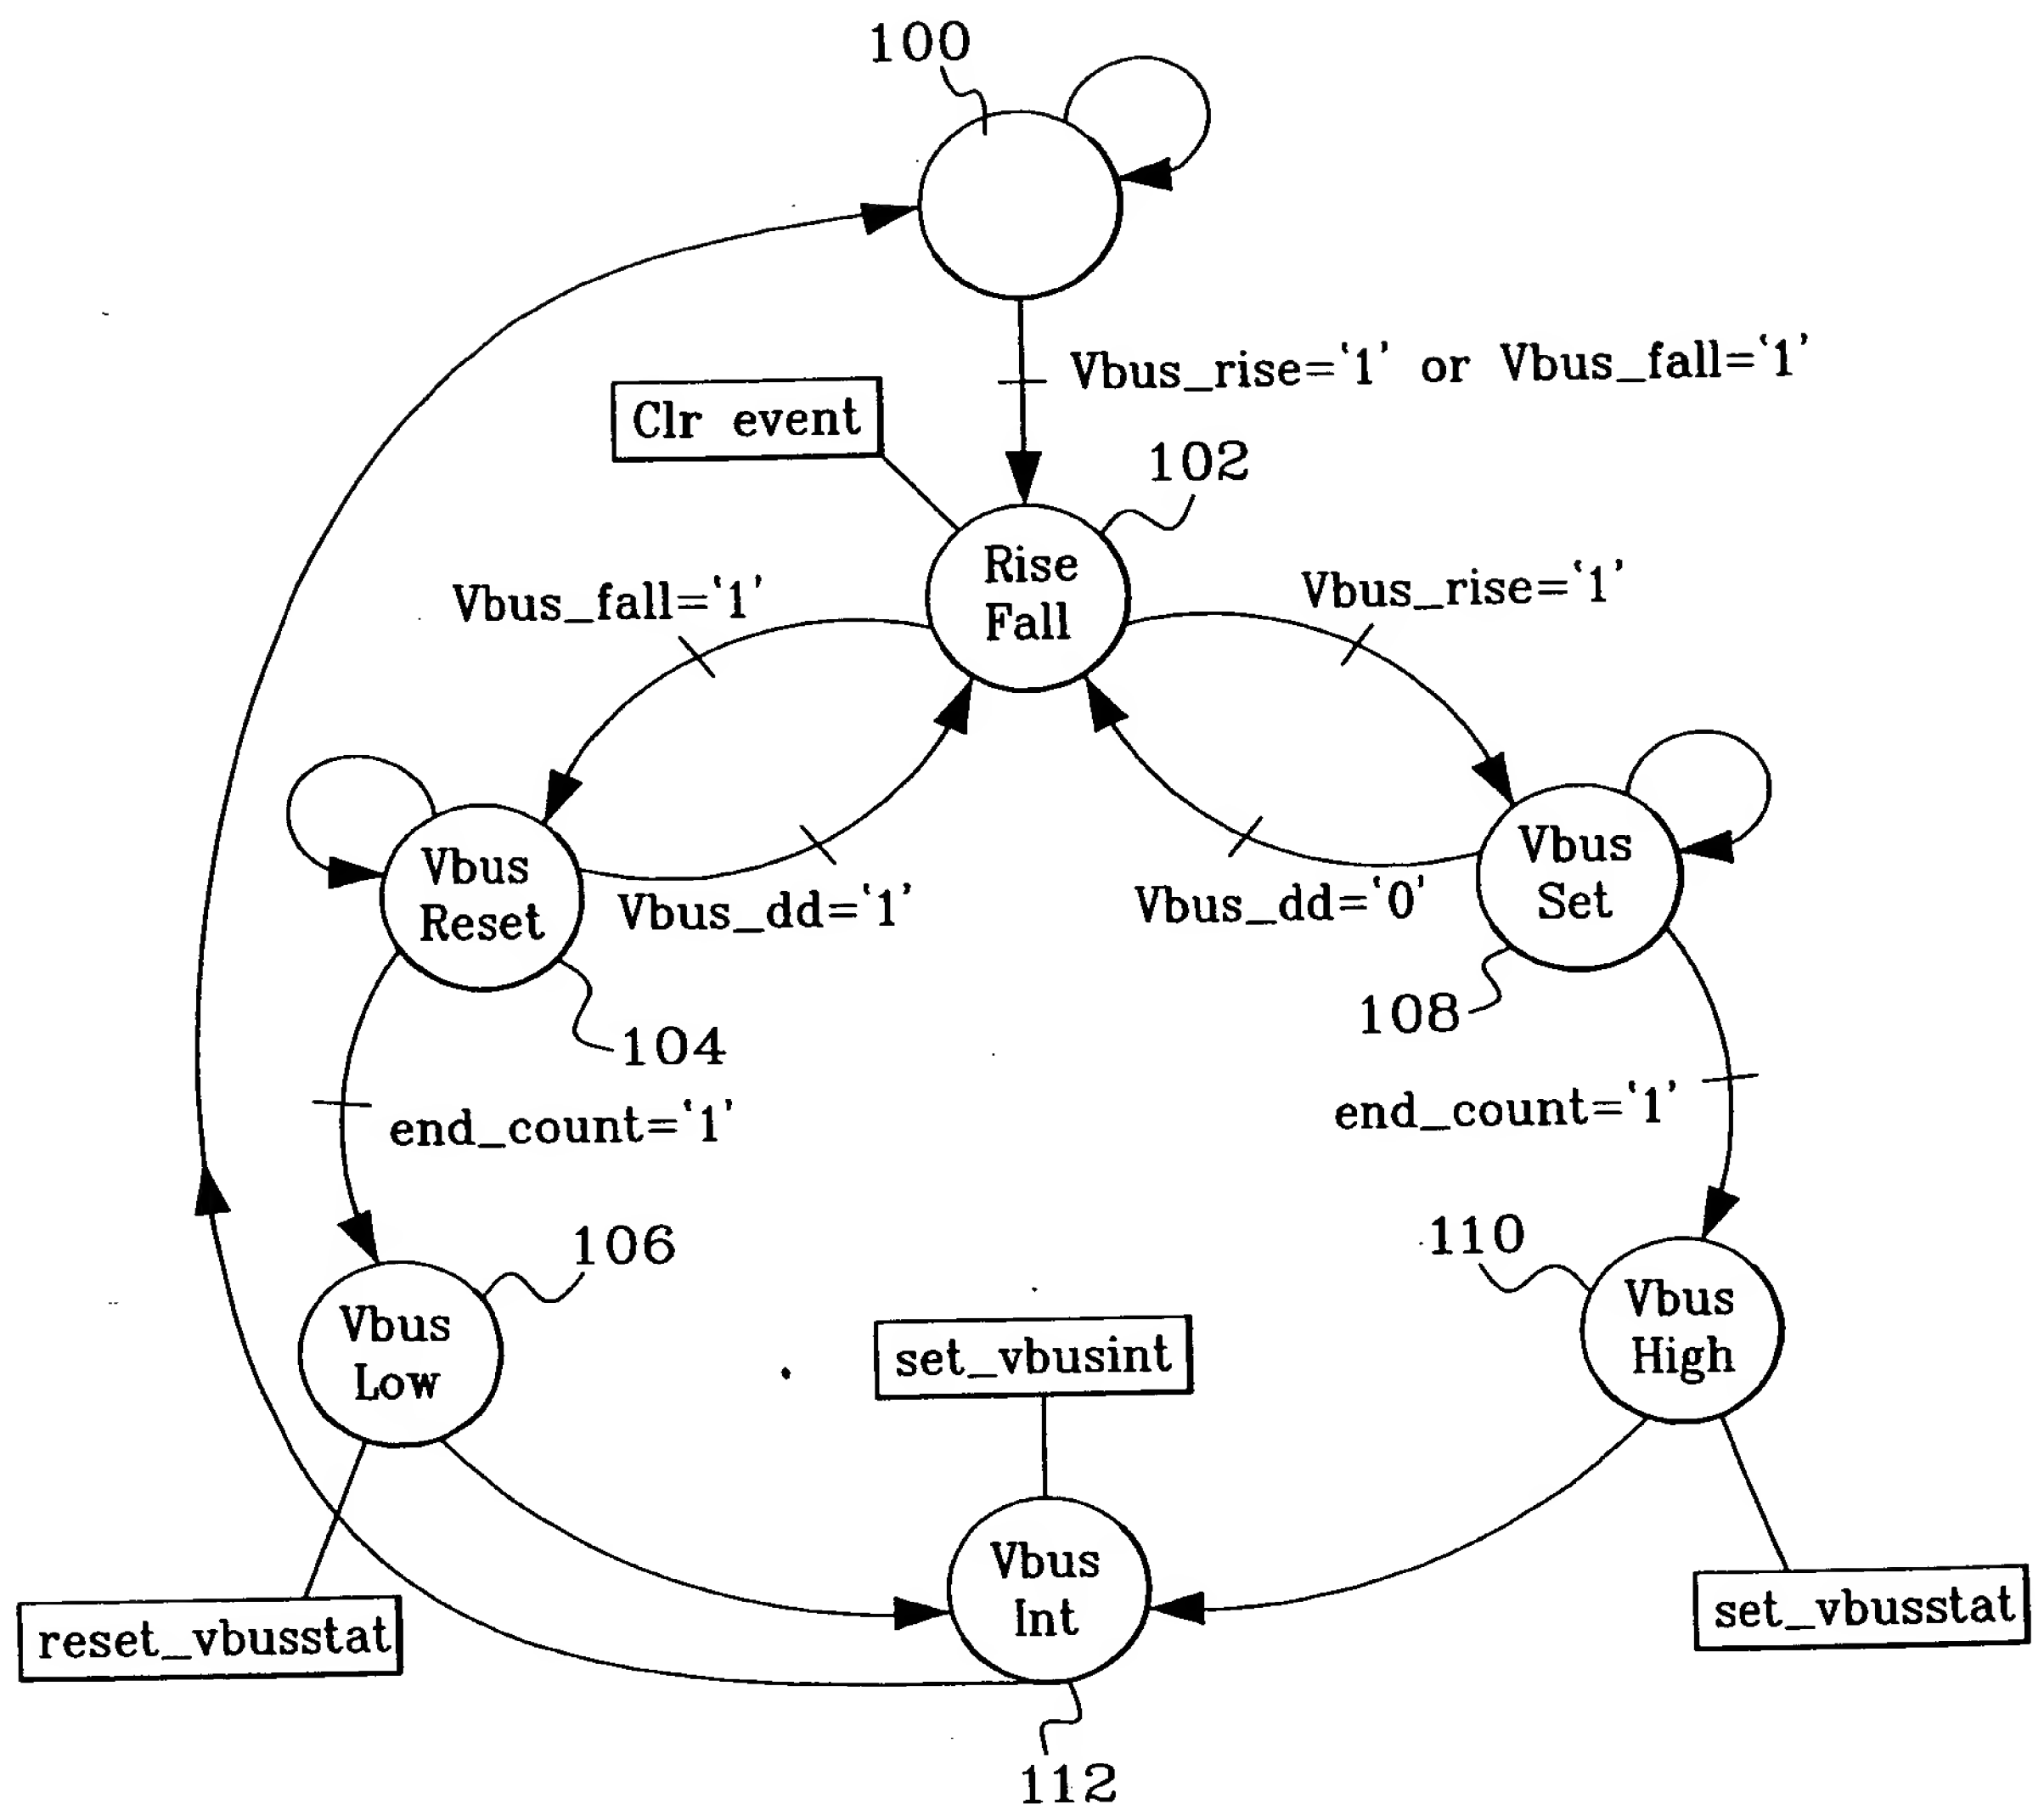 100
Vbus_rise=‘1’ or Vbus_fall=‘1’
Clr event
102
Rise
Fall
Vbus_fall=‘1’
Vbus_rise=‘1’
Vbus
Reset
Vbus_dd=‘1’
Vbus_dd=‘0’
Vbus
Set
104
108
end_count=‘1’
end_count=‘1’
106
110
Vbus
Low
set_vbusint
Vbus
High
Vbus
Int
reset_vbusstat
set_vbusstat
112